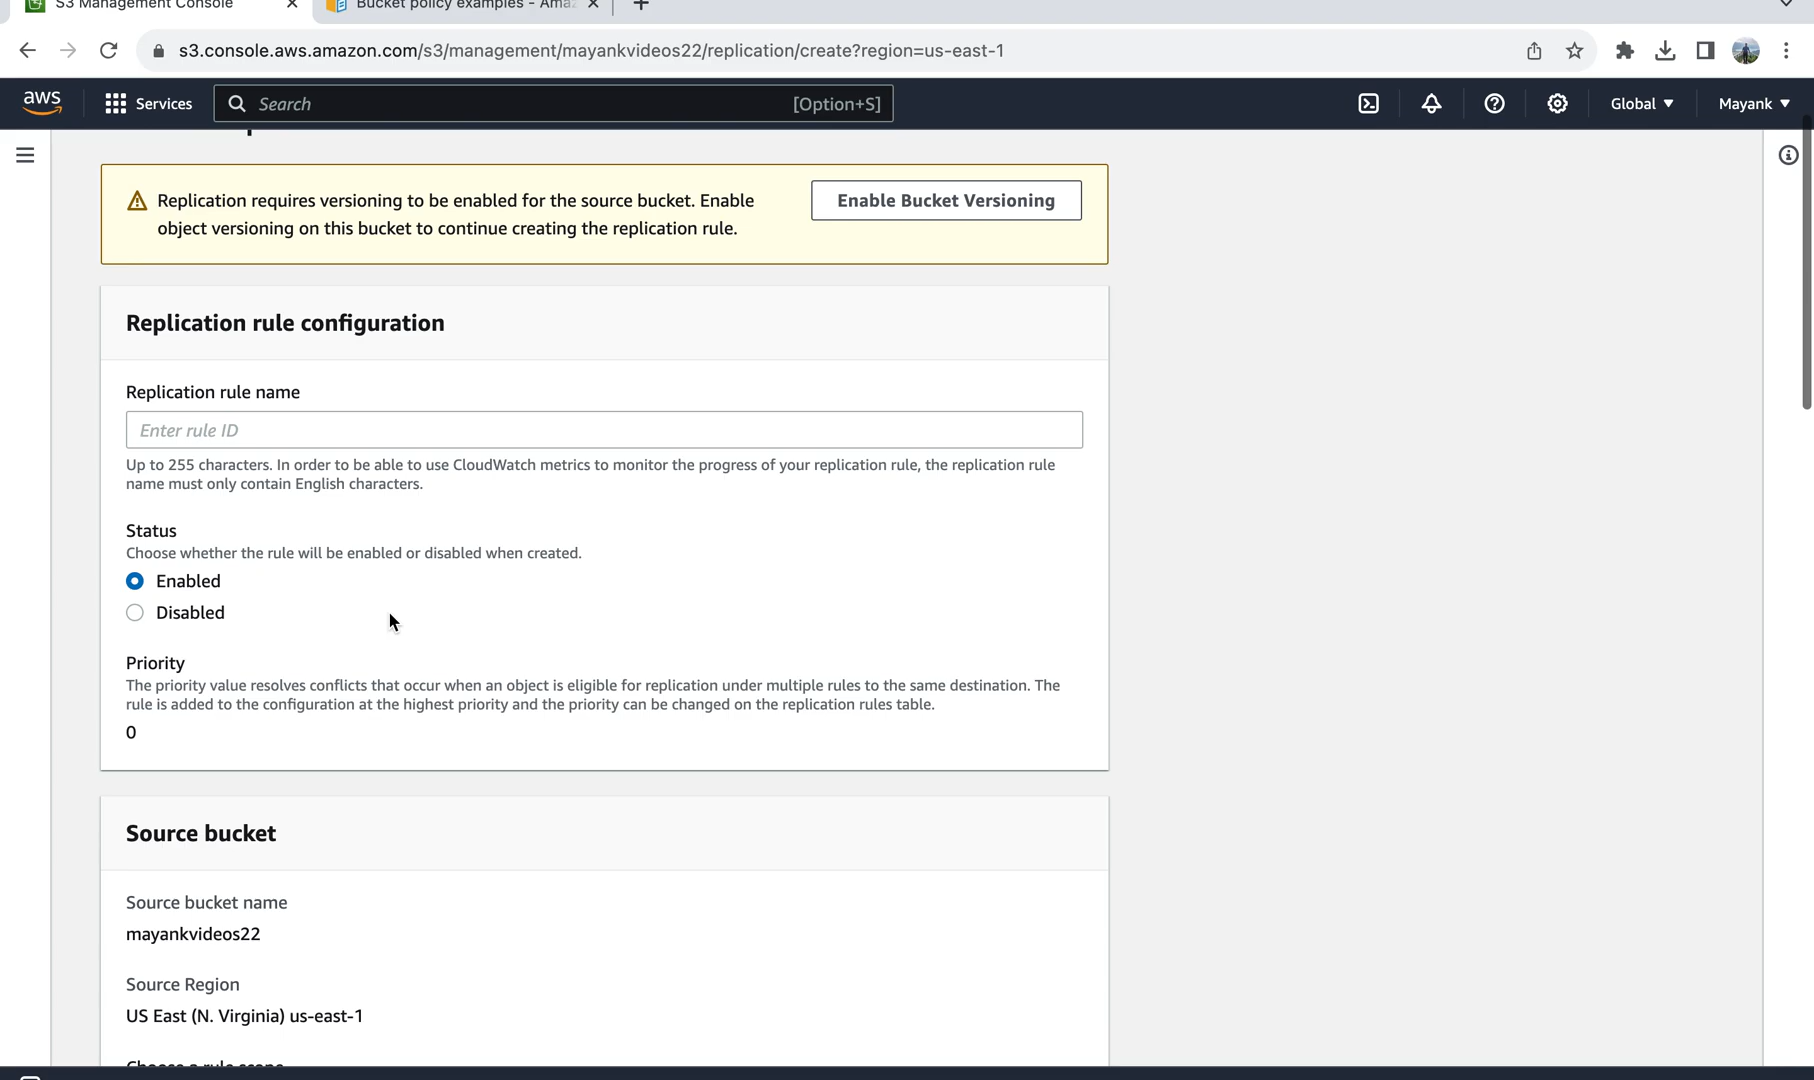 S3 Management Console
Bucket policy examples - Amaz
s3.console.aws.amazon.com/s3/management/mayankvideos22/replication/create?region=us-east-1
aws
Services
Search
[Option+S]
Global
Mayank
Replication requires versioning to be enabled for the source bucket. Enable
object versioning on this bucket to continue creating the replication rule.
Enable Bucket Versioning
Replication rule configuration
Replication rule name
Enter rule ID
Up to 255 characters. In order to be able to use CloudWatch metrics to monitor the progress of your replication rule, the replication rule
name must only contain English characters.
Status
Choose whether the rule will be enabled or disabled when created.
Enabled
Disabled
Priority
The priority value resolves conflicts that occur when an object is eligible for replication under multiple rules to the same destination. The
rule is added to the configuration at the highest priority and the priority can be changed on the replication rules table.
0
Source bucket
Source bucket name
mayankvideos22
Source Region
US East (N. Virginia) us-east-1
Choose a rule scope